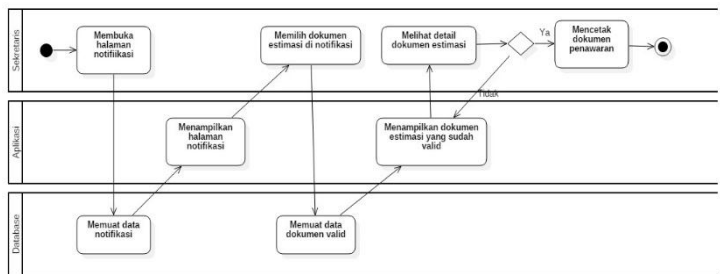 Sekretaris
Membuka
halaman
notifiikasi
Memilih dokumen
estimasi di notifikasi
Melihat detail
dokumen estimasi
Ya
Mencetak
dokumen
penawaran
Tidak
Aplikasi
Menampilkan
halaman
notifikasi
Menampilkan dokumen
estimasi yang sudah
valid
Database
Memuat data
notifikasi
Memuat data
dokumen valid